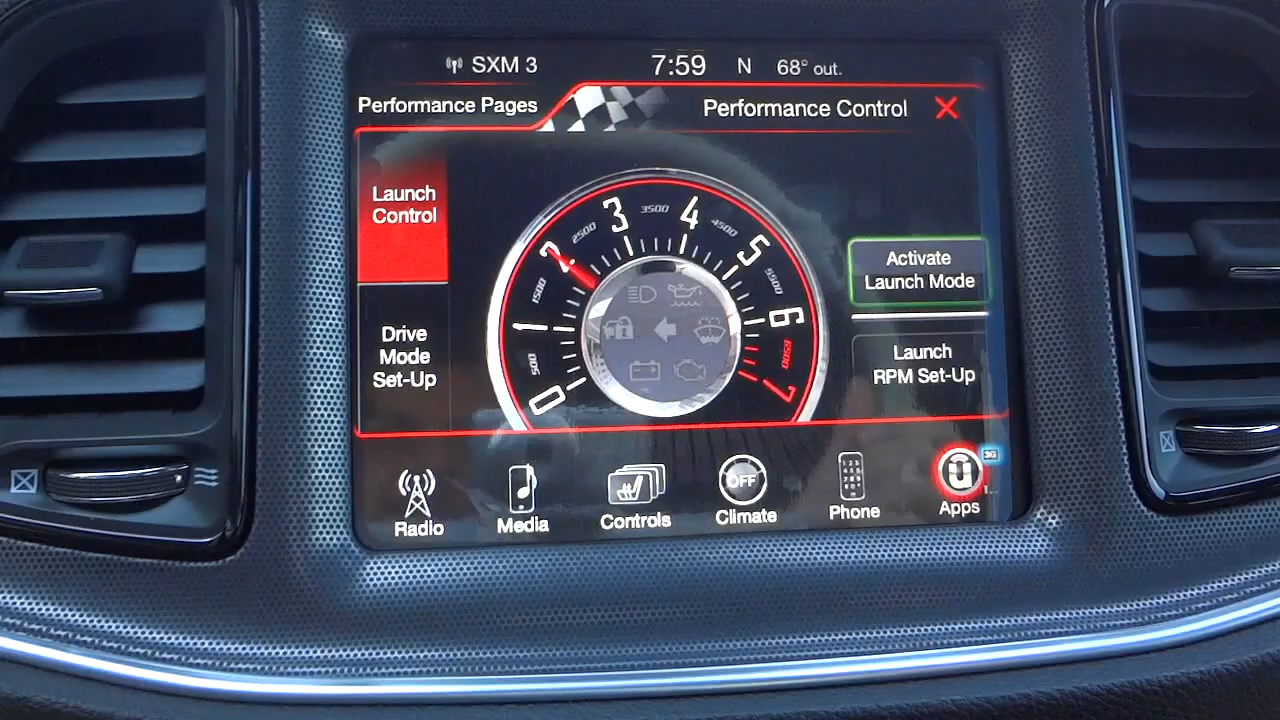 SXM 3 7:59 N 68° out.
Performance Pages
Performance Control
Launch
Control
Drive
Mode
Set-Up
0
500
1
1500
2
2500
3
3500
4
4500
5
5500
6
6500
7
Activate
Launch Mode
Launch
RPM Set-Up
3G
OFF
Radio
Media
Controls
Climate
Phone
Apps